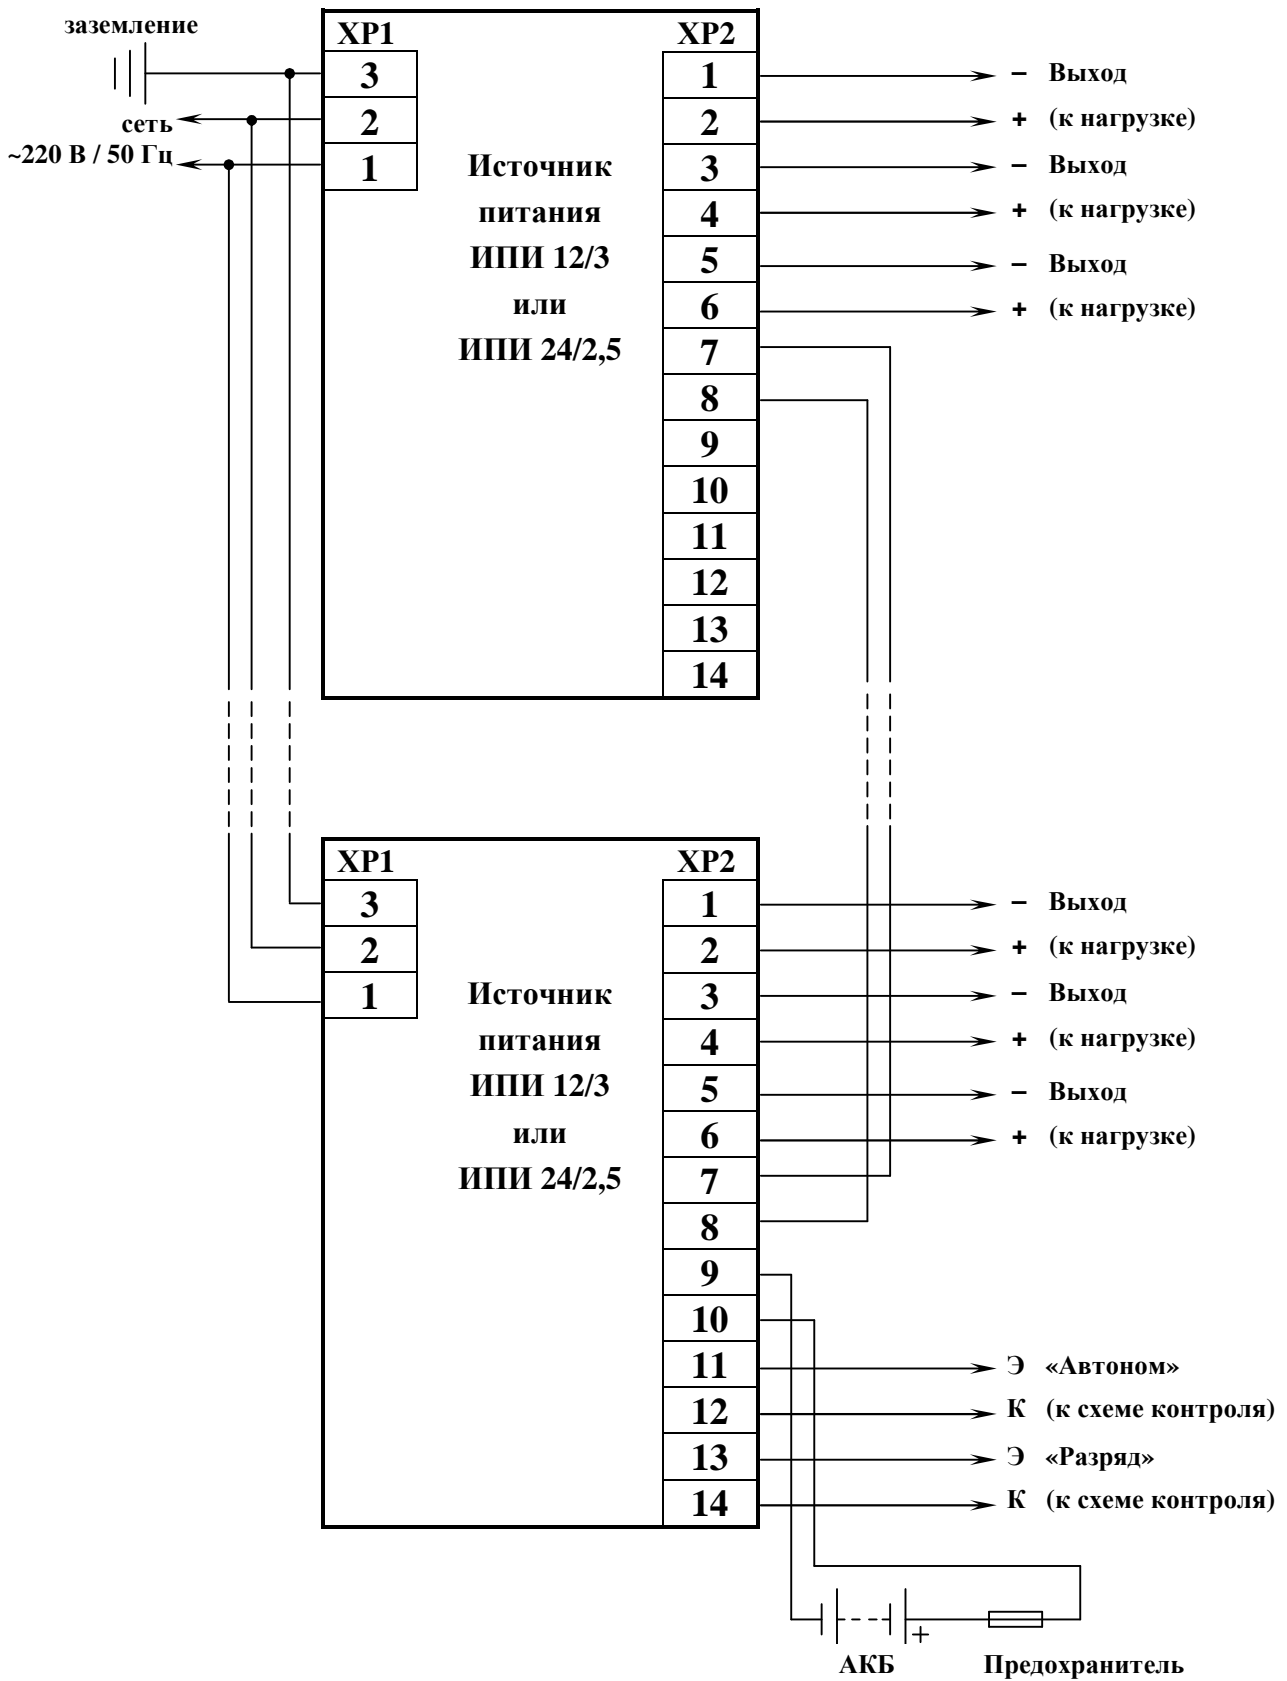 заземление
сеть
~220 В / 50 Гц
XP1
3
2
1
Источник
питания
ИПИ 12/3
или
ИПИ 24/2,5
XP2
1
2
3
4
5
6
7
8
9
10
11
12
13
14
– Выход
+ (к нагрузке)
– Выход
+ (к нагрузке)
– Выход
+ (к нагрузке)
XP1
3
2
1
Источник
питания
ИПИ 12/3
или
ИПИ 24/2,5
XP2
1
2
3
4
5
6
7
8
9
10
11
12
13
14
– Выход
+ (к нагрузке)
– Выход
+ (к нагрузке)
– Выход
+ (к нагрузке)
Э «Автоном»
К (к схеме контроля)
Э «Разряд»
К (к схеме контроля)
+
АКБ
Предохранитель